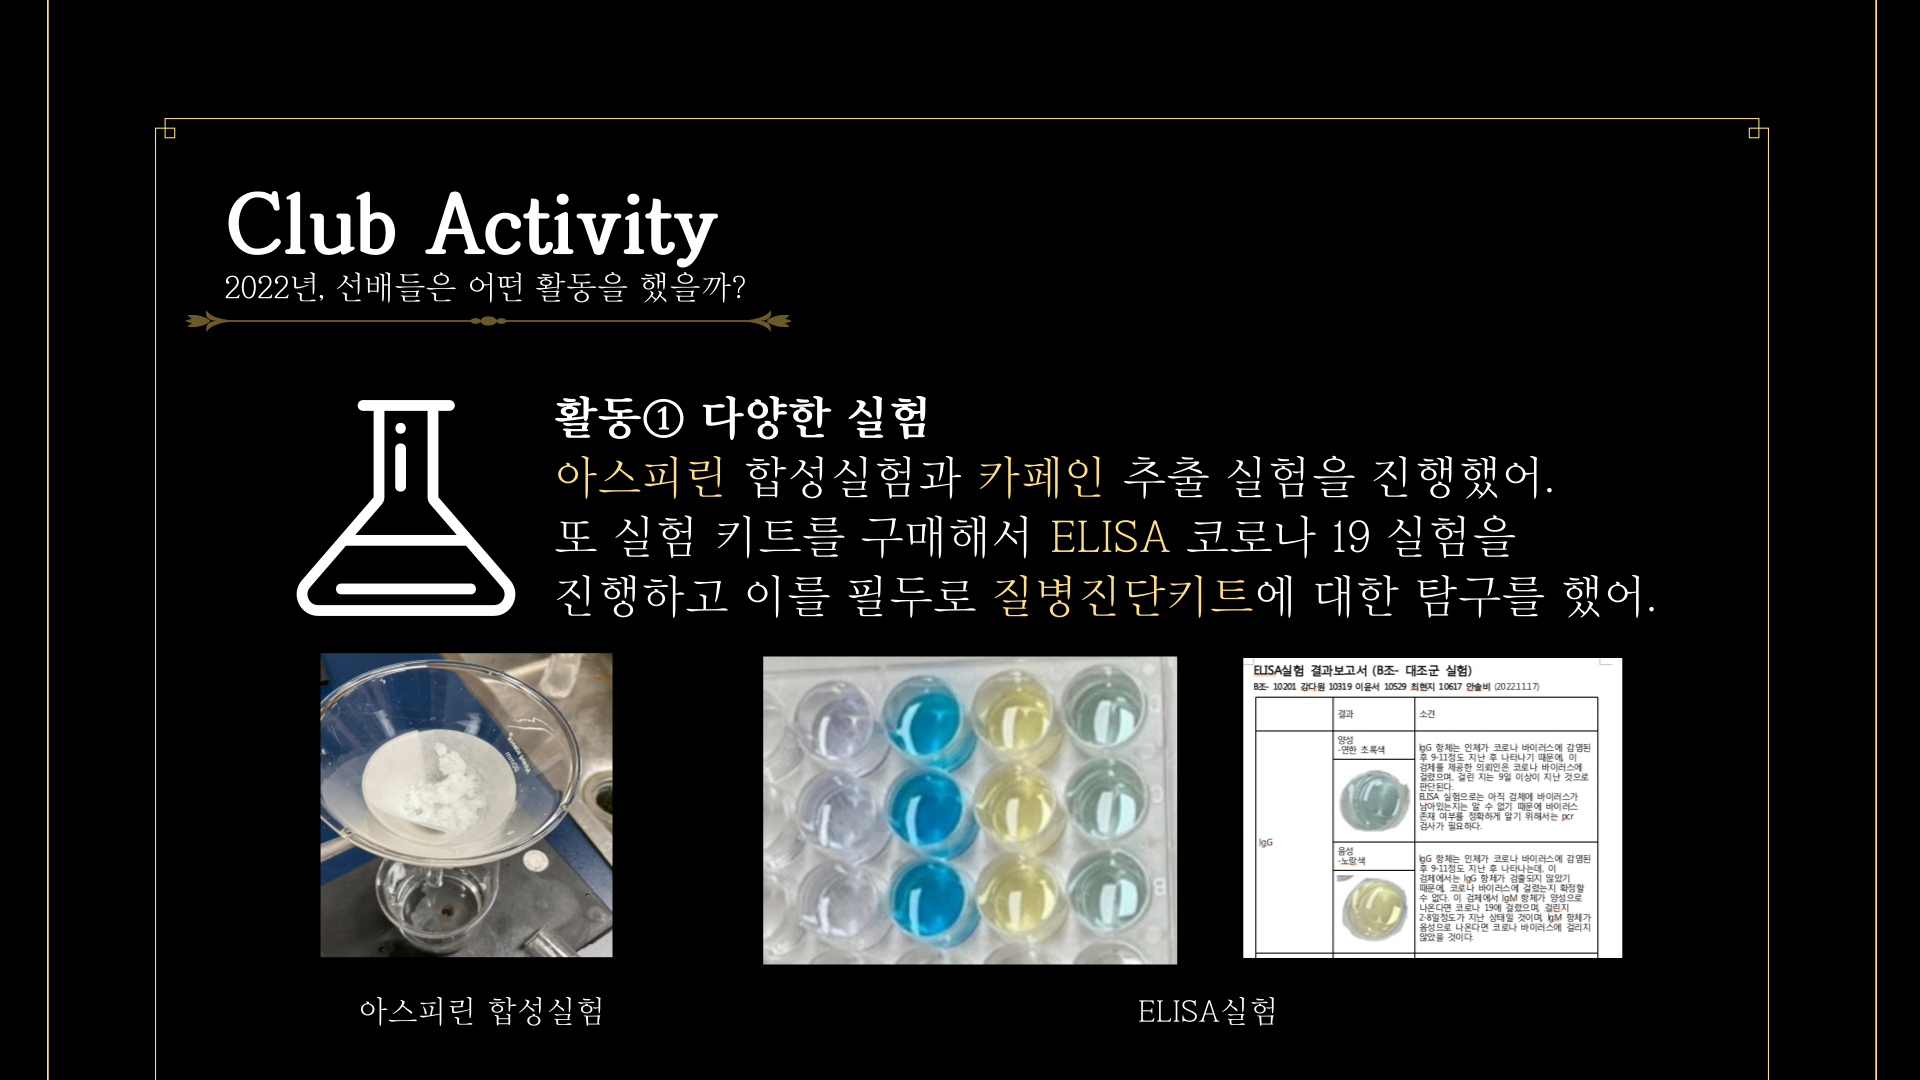 Club Activity
2022년, 선배들은 어떤 활동을 했을까?
활동① 다양한 실험
아스피린 합성실험과 카페인 추출 실험을 진행했어.
또 실험 키트를 구매해서 ELISA 코로나 19 실험을
진행하고 이를 필두로 질병진단키트에 대한 탐구를 했어.
ELISA실험 결과보고서 (B조- 대조군 실험)
B조- 10201 강다원 10319 이윤서 10529 최현지 10617 안솔비 (2022.11.17)
결과
소견
IgG
양성
-연한 초록색
IgG 항체는 인체가 코로나 바이러스에 감염된
후 9-11정도 지난 후 나타나기 때문에, 이
검체를 제공한 의뢰인은 코로나 바이러스에
걸렸으며, 걸린 지는 9일 이상이 지난 것으로
판단된다.
ELISA 실험으로는 아직 검체에 바이러스가
남아있는지는 알 수 없기 때문에 바이러스
존재 여부를 정확하게 알기 위해서는 pcr
검사가 필요하다.
음성
-노랑색
IgG 항체는 인체가 코로나 바이러스에 감염된
후 9-11정도 지난 후 나타나는데, 이
검체에서는 IgG 항체가 검출되지 않았기
때문에, 코로나 바이러스에 걸렸는지 확정할
수 없다. 이 검체에서 IgM 항체가 양성으로
나온다면 코로나 19에 걸렸으며, 걸린지
2-8일정도가 지난 상태일 것이며, IgM 항체가
음성으로 나온다면 코로나 바이러스에 걸리지
않았을 것이다.
아스피린 합성실험
ELISA실험